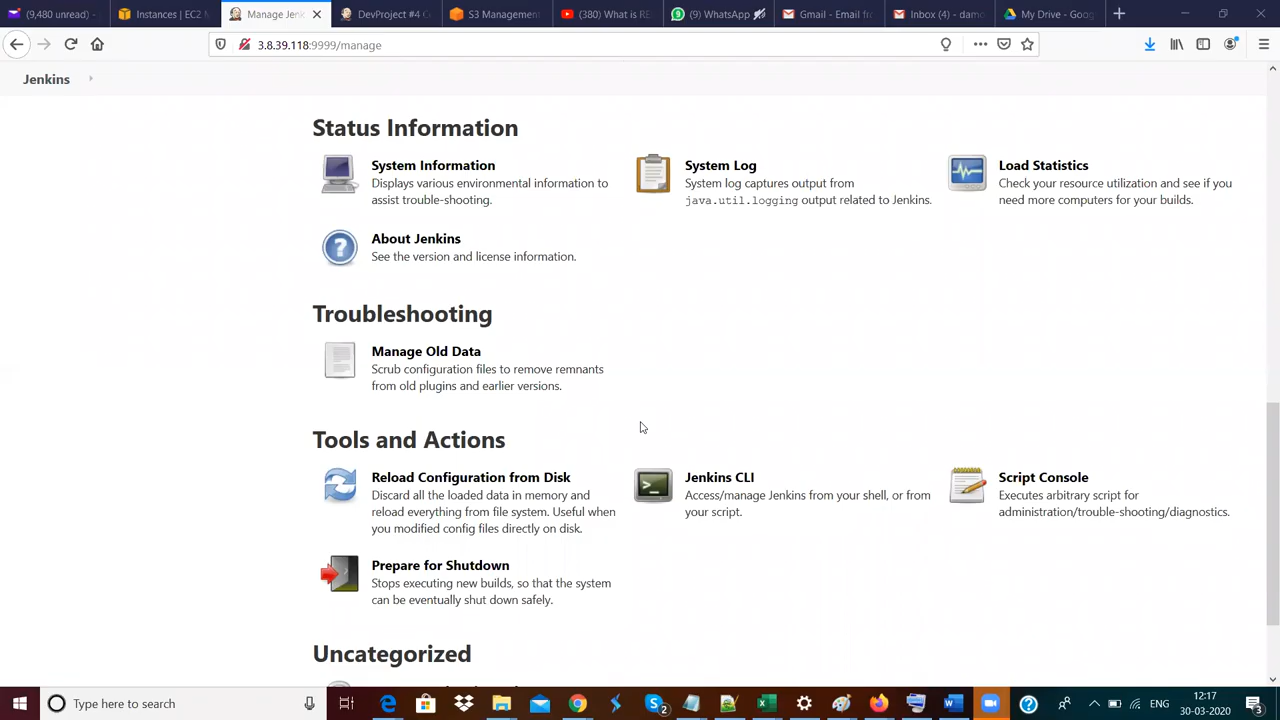 (9,480 unread) -
Instances | EC2 M
Manage Jenk
DevProject #4 C
S3 Management
(380) What is RE
(9) WhatsApp
Gmail - Email fr
Inbox (4) - damo
My Drive - Goog
3.8.39.118:9999/manage
Jenkins
Status Information
System Information
Displays various environmental information to
assist trouble-shooting.
System Log
System log captures output from
java.util.logging output related to Jenkins.
Load Statistics
Check your resource utilization and see if you
need more computers for your builds.
About Jenkins
See the version and license information.
Troubleshooting
Manage Old Data
Scrub configuration files to remove remnants
from old plugins and earlier versions.
Tools and Actions
Reload Configuration from Disk
Discard all the loaded data in memory and
reload everything from file system. Useful when
you modified config files directly on disk.
Jenkins CLI
Access/manage Jenkins from your shell, or from
your script.
Script Console
Executes arbitrary script for
administration/trouble-shooting/diagnostics.
Prepare for Shutdown
Stops executing new builds, so that the system
can be eventually shut down safely.
Uncategorized
Type here to search
2
ENG
12:17
30-03-2020
3